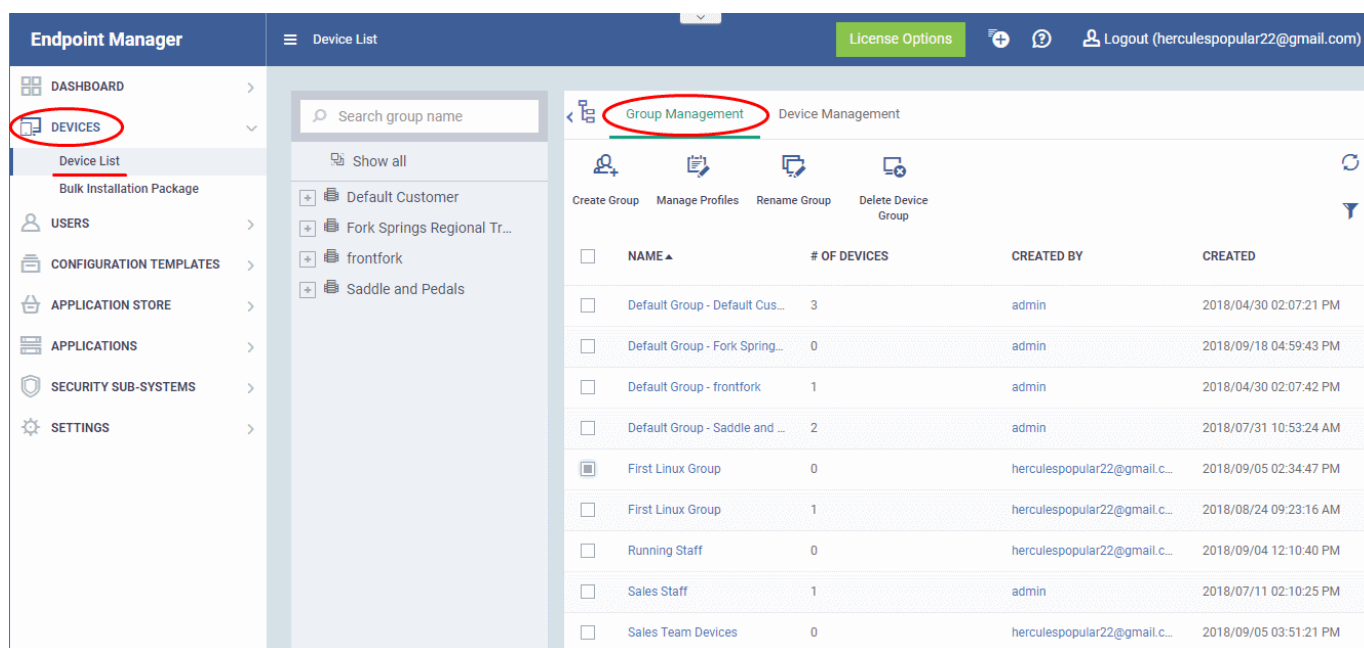 Endpoint Manager
Device List
License Options
Logout (herculespopular22@gmail.com)
DASHBOARD
DEVICES
Device List
Bulk Installation Package
USERS
CONFIGURATION TEMPLATES
APPLICATION STORE
APPLICATIONS
SECURITY SUB-SYSTEMS
SETTINGS
Search group name
Show all
Default Customer
Fork Springs Regional Tr...
frontfork
Saddle and Pedals
Group Management Device Management
Create Group Manage Profiles Rename Group Delete Device Group
NAME # OF DEVICES CREATED BY CREATED
Default Group - Default Cus... 3 admin 2018/04/30 02:07:21 PM
Default Group - Fork Spring... 0 admin 2018/09/18 04:59:43 PM
Default Group - frontfork 1 admin 2018/04/30 02:07:42 PM
Default Group - Saddle and ... 2 admin 2018/07/31 10:53:24 AM
First Linux Group 0 herculespopular22@gmail.c... 2018/09/05 02:34:47 PM
First Linux Group 1 herculespopular22@gmail.c... 2018/08/24 09:23:16 AM
Running Staff 0 herculespopular22@gmail.c... 2018/09/04 12:10:40 PM
Sales Staff 1 admin 2018/07/11 02:10:25 PM
Sales Team Devices 0 herculespopular22@gmail.c... 2018/09/05 03:51:21 PM